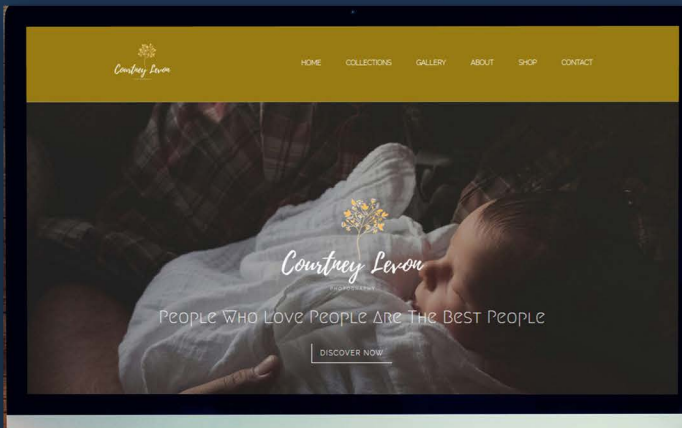 Courtney Levon
HOME COLLECTIONS GALLERY ABOUT SHOP CONTACT
Courtney Levon
PHOTOGRAPHY
People Who Love People Are The Best People
DISCOVER NOW